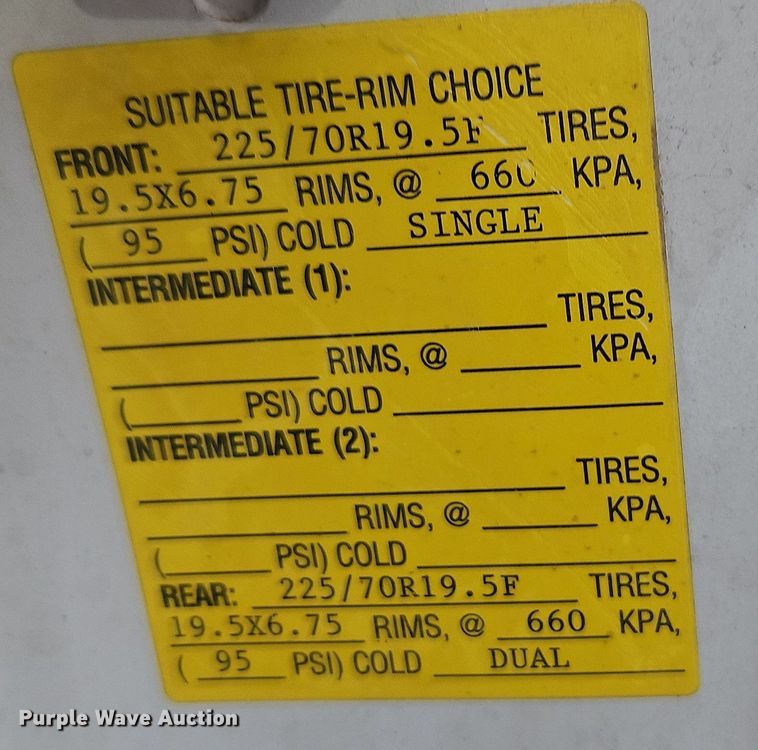 SUITABLE TIRE-RIM CHOICE
FRONT: 225/70R19.5F TIRES,
19.5X6.75 RIMS, @ 660 KPA,
( 95 PSI) COLD SINGLE
INTERMEDIATE (1):
TIRES,
RIMS, @ KPA,
( PSI) COLD
INTERMEDIATE (2):
TIRES,
RIMS, @ KPA,
( PSI) COLD
REAR: 225/70R19.5F TIRES,
19.5X6.75 RIMS, @ 660 KPA,
( 95 PSI) COLD DUAL
Purple Wave Auction